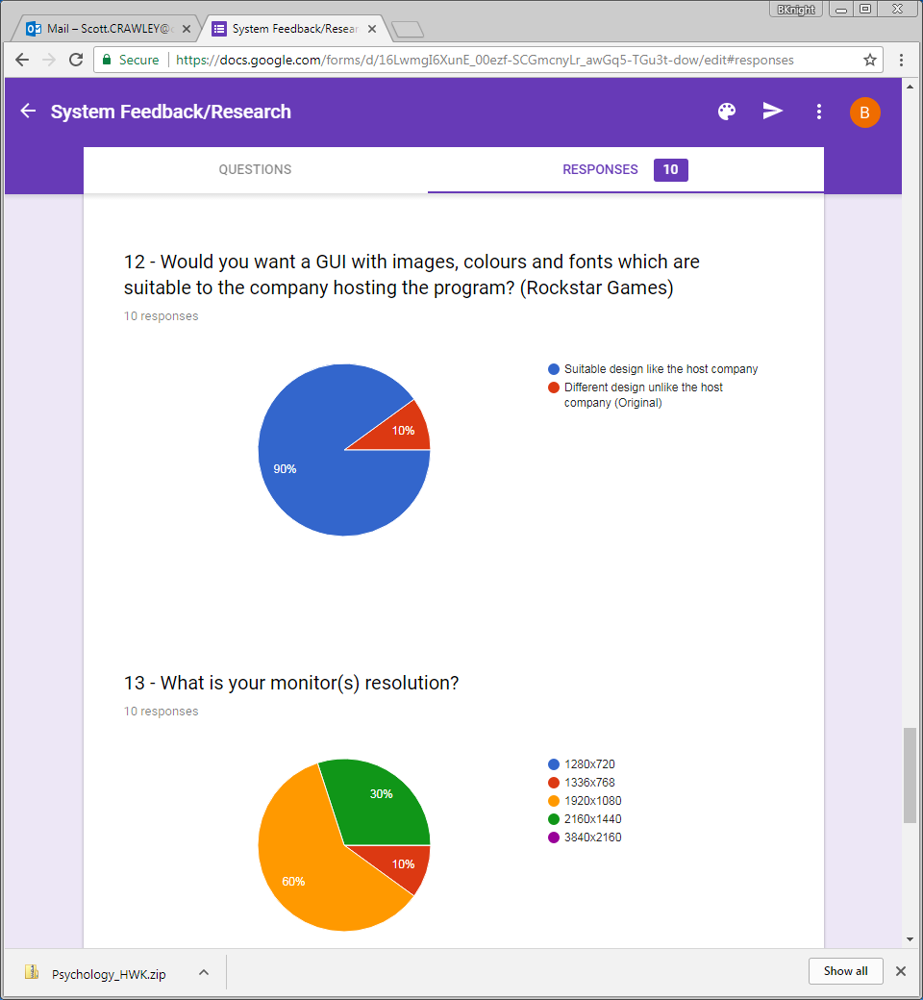 BKnight
Mail – Scott.CRAWLEY@
System Feedback/Resear
Secure
https://docs.google.com/forms/d/16LwmgI6XunE_00ezf-SCGmcnyLr_awGq5-TGu3t-dow/edit#responses
System Feedback/Research
B
QUESTIONS
RESPONSES 10
12 - Would you want a GUI with images, colours and fonts which are
suitable to the company hosting the program? (Rockstar Games)
10 responses
Suitable design like the host company
Different design unlike the host
company (Original)
10%
90%
13 - What is your monitor(s) resolution?
10 responses
1280x720
1336x768
1920x1080
2160x1440
3840x2160
30%
10%
60%
Psychology_HWK.zip
Show all